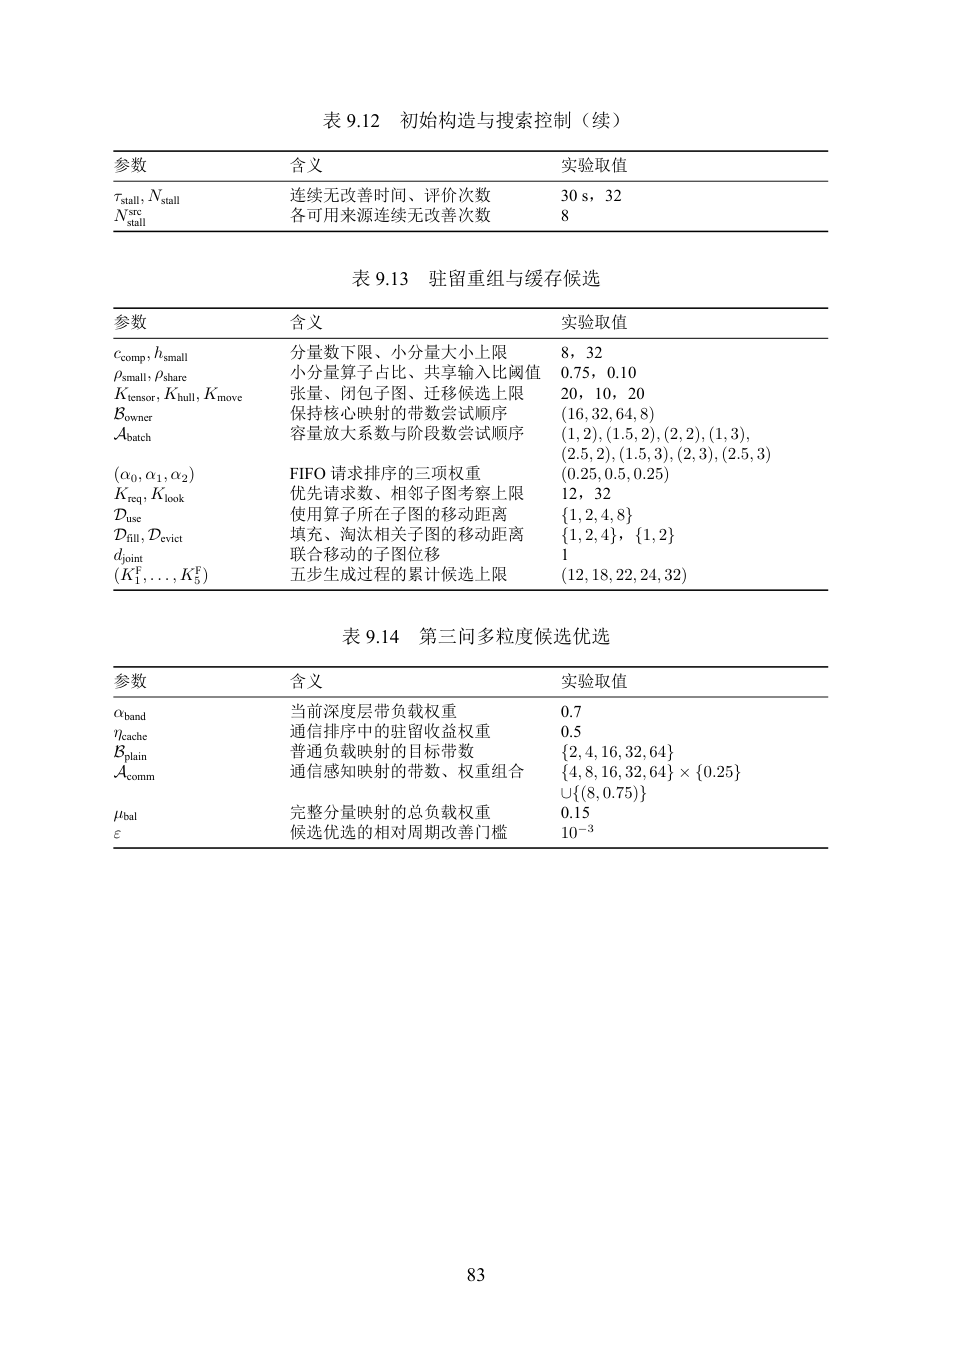 表 9.12 初始构造与搜索控制（续）
参数 含义 实验取值
τ_stall, N_stall 连续无改善时间、评价次数 30 s，32
N^src_stall 各可用来源连续无改善次数 8
表 9.13 驻留重组与缓存候选
参数 含义 实验取值
c_comp, h_small 分量数下限、小分量大小上限 8，32
ρ_small, ρ_share 小分量算子占比、共享输入比阈值 0.75，0.10
K_tensor, K_hull, K_move 张量、闭包子图、迁移候选上限 20，10，20
B_owner 保持核心映射的带数尝试顺序 (16, 32, 64, 8)
A_batch 容量放大系数与阶段数尝试顺序 (1, 2), (1.5, 2), (2, 2), (1, 3),
(2.5, 2), (1.5, 3), (2, 3), (2.5, 3)
(α₀, α₁, α₂) FIFO 请求排序的三项权重 (0.25, 0.5, 0.25)
K_req, K_look 优先请求数、相邻子图考察上限 12，32
D_use 使用算子所在子图的移动距离 {1, 2, 4, 8}
D_fill, D_evict 填充、淘汰相关子图的移动距离 {1, 2, 4}，{1, 2}
d_joint 联合移动的子图位移 1
(K^F_1, . . . , K^F_5) 五步生成过程的累计候选上限 (12, 18, 22, 24, 32)
表 9.14 第三问多粒度候选优选
参数 含义 实验取值
α_band 当前深度层带负载权重 0.7
η_cache 通信排序中的驻留收益权重 0.5
B_plain 普通负载映射的目标带数 {2, 4, 16, 32, 64}
A_comm 通信感知映射的带数、权重组合 {4, 8, 16, 32, 64} × {0.25}
∪{(8, 0.75)}
μ_bal 完整分量映射的总负载权重 0.15
ε 候选优选的相对周期改善门槛 10⁻³
83